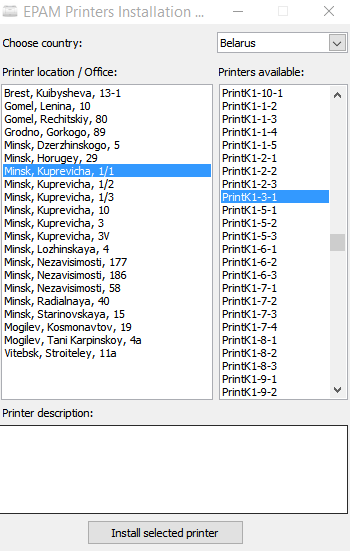 EPAM Printers Installation ...
Choose country:
Belarus
Printer location / Office:
Brest, Kuibysheva, 13-1
Gomel, Lenina, 10
Gomel, Rechitskiy, 80
Grodno, Gorkogo, 89
Minsk, Dzerzhinskogo, 5
Minsk, Horugey, 29
Minsk, Kuprevicha, 1/1
Minsk, Kuprevicha, 1/2
Minsk, Kuprevicha, 1/3
Minsk, Kuprevicha, 10
Minsk, Kuprevicha, 3
Minsk, Kuprevicha, 3V
Minsk, Lozhinskaya, 4
Minsk, Nezavisimosti, 177
Minsk, Nezavisimosti, 186
Minsk, Nezavisimosti, 58
Minsk, Radialnaya, 40
Minsk, Starinovskaya, 15
Mogilev, Kosmonavtov, 19
Mogilev, Tani Karpinskoy, 4a
Vitebsk, Stroiteley, 11a
Printers available:
PrintK1-10-1
PrintK1-1-2
PrintK1-1-3
PrintK1-1-4
PrintK1-1-5
PrintK1-2-1
PrintK1-2-2
PrintK1-2-3
PrintK1-3-1
PrintK1-5-1
PrintK1-5-2
PrintK1-5-3
PrintK1-6-1
PrintK1-6-2
PrintK1-6-3
PrintK1-7-1
PrintK1-7-2
PrintK1-7-3
PrintK1-7-4
PrintK1-8-1
PrintK1-8-2
PrintK1-8-3
PrintK1-9-1
PrintK1-9-2
Printer description:
Install selected printer